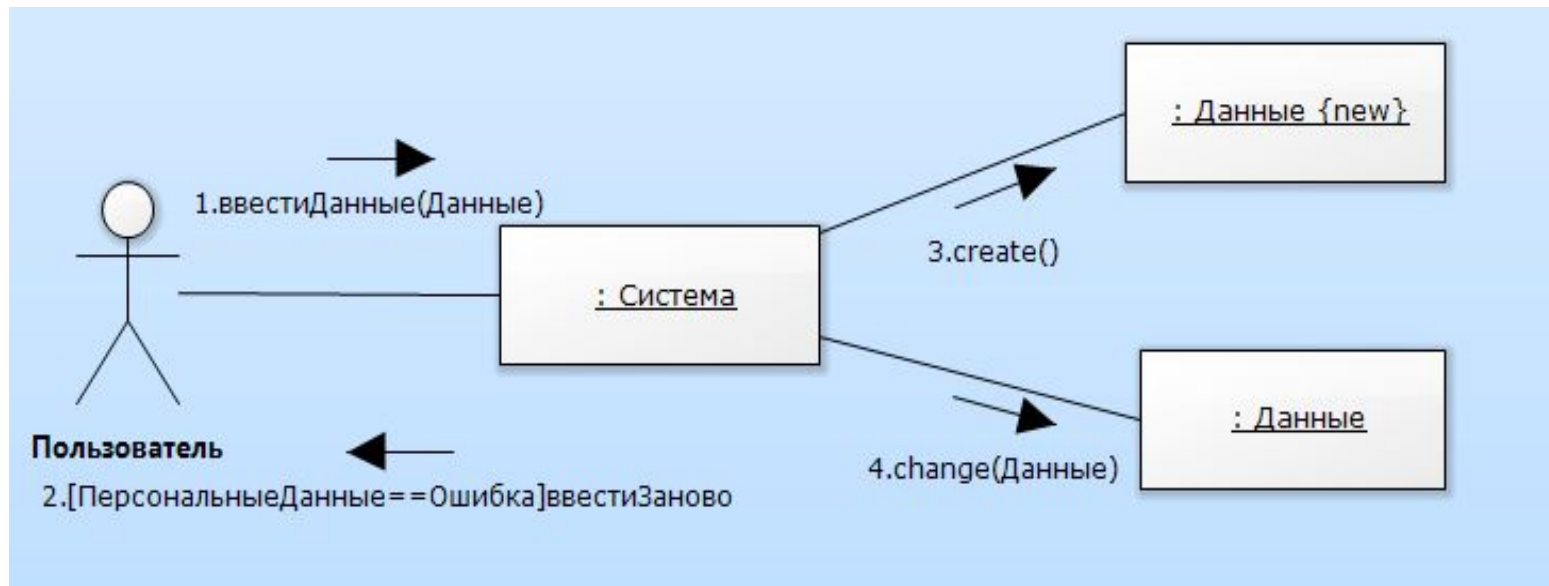 : Данные {new}
1.ввестиДанные(Данные)
3.create()
: Система
: Данные
Пользователь
4.change(Данные)
2.[ПерсональныеДанные==Ошибка]ввестиЗаново